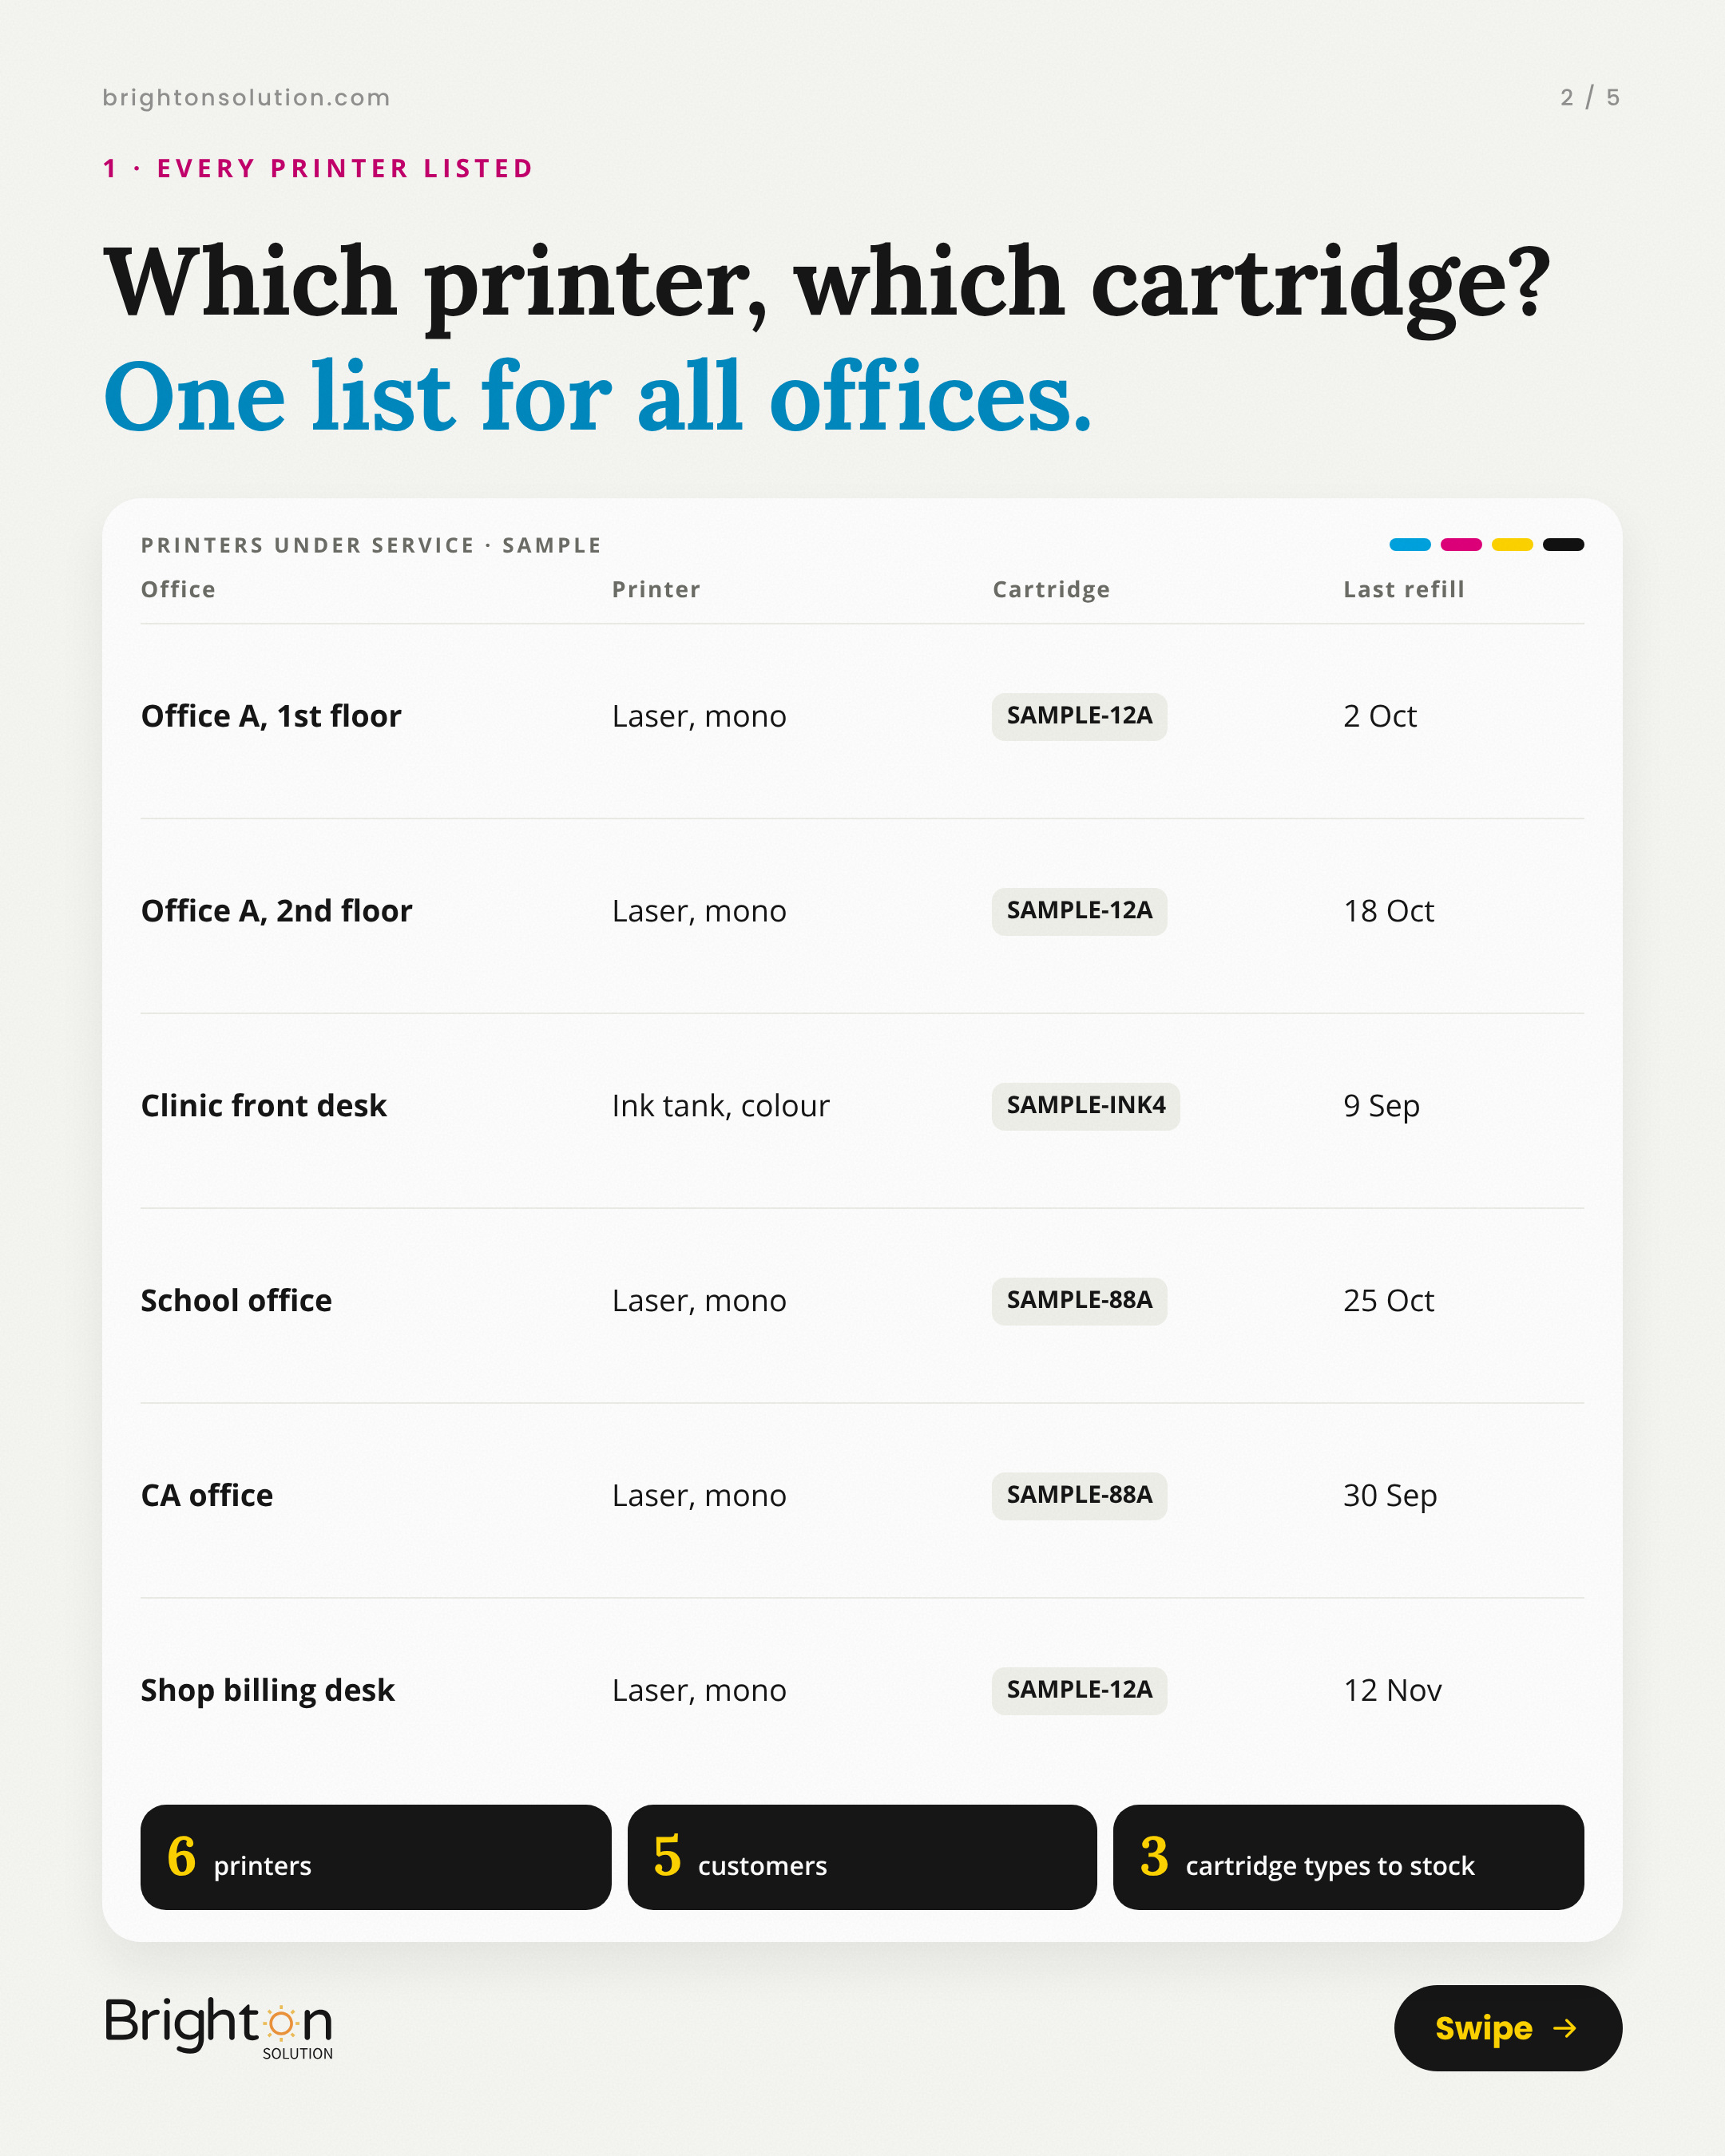 brightonsolution.com
2 / 5
1 · EVERY PRINTER LISTED
Which printer, which cartridge?
One list for all offices.
PRINTERS UNDER SERVICE · SAMPLE
Office Printer Cartridge Last refill
Office A, 1st floor Laser, mono SAMPLE-12A 2 Oct
Office A, 2nd floor Laser, mono SAMPLE-12A 18 Oct
Clinic front desk Ink tank, colour SAMPLE-INK4 9 Sep
School office Laser, mono SAMPLE-88A 25 Oct
CA office Laser, mono SAMPLE-88A 30 Sep
Shop billing desk Laser, mono SAMPLE-12A 12 Nov
6 printers 5 customers 3 cartridge types to stock
Brighton
SOLUTION
Swipe →